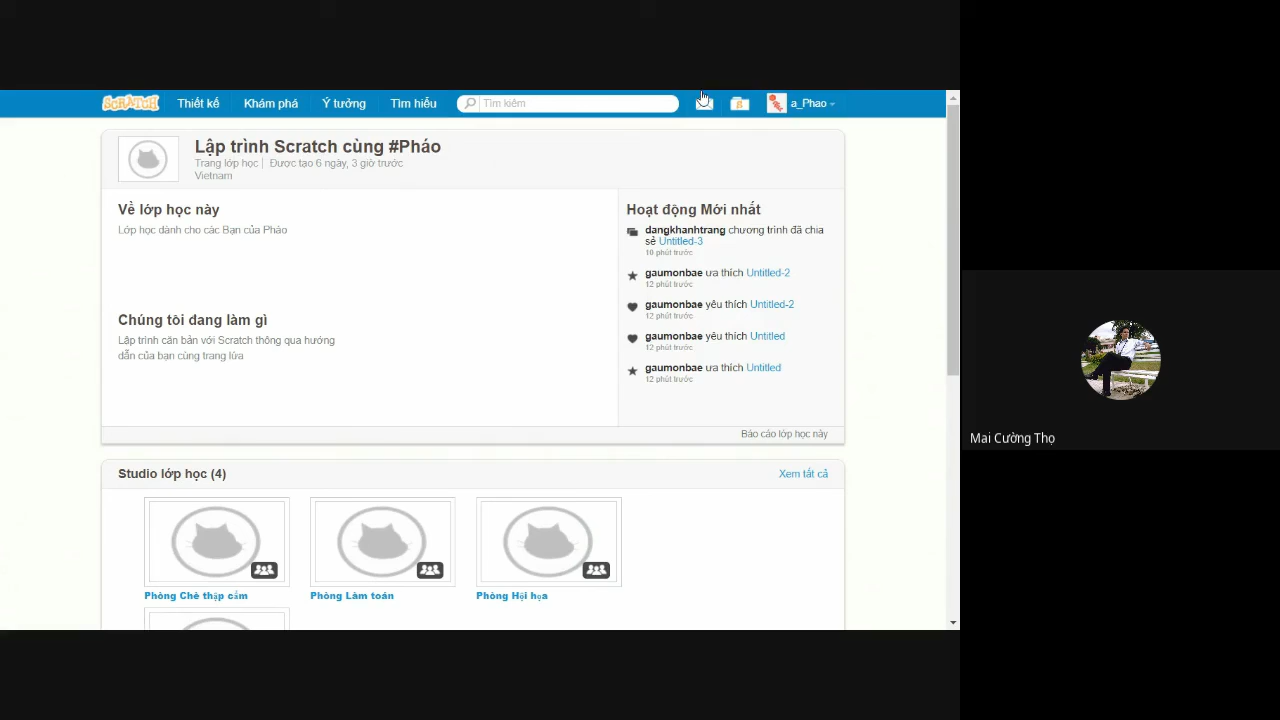 SCRATCH Thiết kế Khám phá Ý tưởng Tìm hiểu Tìm kiếm a_Phao
Lập trình Scratch cùng #Pháo
Trang lớp học | Được tạo 6 ngày, 3 giờ trước
Vietnam
Về lớp học này
Lớp học dành cho các Bạn của Pháo
Chúng tôi đang làm gì
Lập trình căn bản với Scratch thông qua hướng
dẫn của bạn cùng trang lứa
Hoạt động Mới nhất
dangkhanhtrang chương trình đã chia
sẻ Untitled-3
10 phút trước
gaumonbae ưa thích Untitled-2
12 phút trước
gaumonbae yêu thích Untitled-2
12 phút trước
gaumonbae yêu thích Untitled
12 phút trước
gaumonbae ưa thích Untitled
12 phút trước
Báo cáo lớp học này
Studio lớp học (4)
Xem tất cả
Phòng Chè thập cẩm
Phòng Làm toán
Phòng Hội họa
Mai Cường Thọ